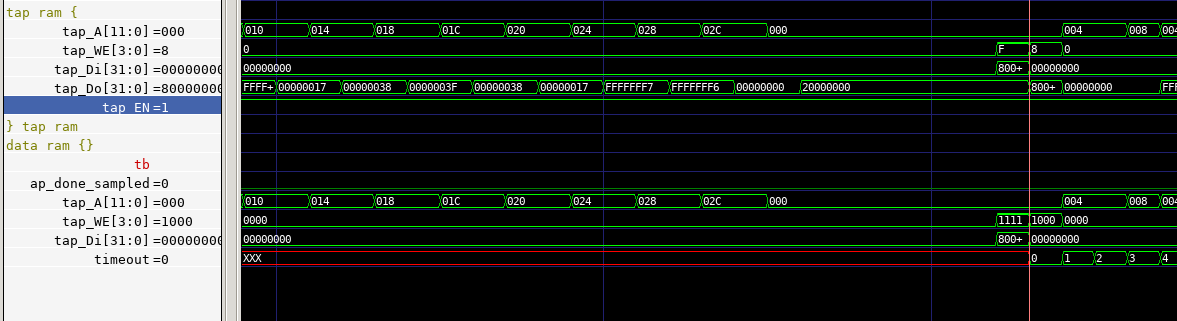 tap ram {
tap_A[11:0] =000 010 014 018 01C 020 024 028 02C 000 004 008 004
tap_WE[3:0] =8 0 F 8 0
tap_Di[31:0] =00000000 00000000 800+ 00000000
tap_Do[31:0] =80000000 FFFF+ 00000017 00000038 0000003F 00000038 00000017 FFFFFFF7 FFFFFFF6 00000000 20000000 800+ 00000000 FFF
tap_EN =1
} tap ram
data ram {}
tb
ap_done_sampled =0
tap_A[11:0] =000 010 014 018 01C 020 024 028 02C 000 004 008 004
tap_WE[3:0] =1000 0000 1111 1000 0000
tap_Di[31:0] =00000000 00000000 800+ 00000000
timeout =0 XXX 0 1 2 3 4